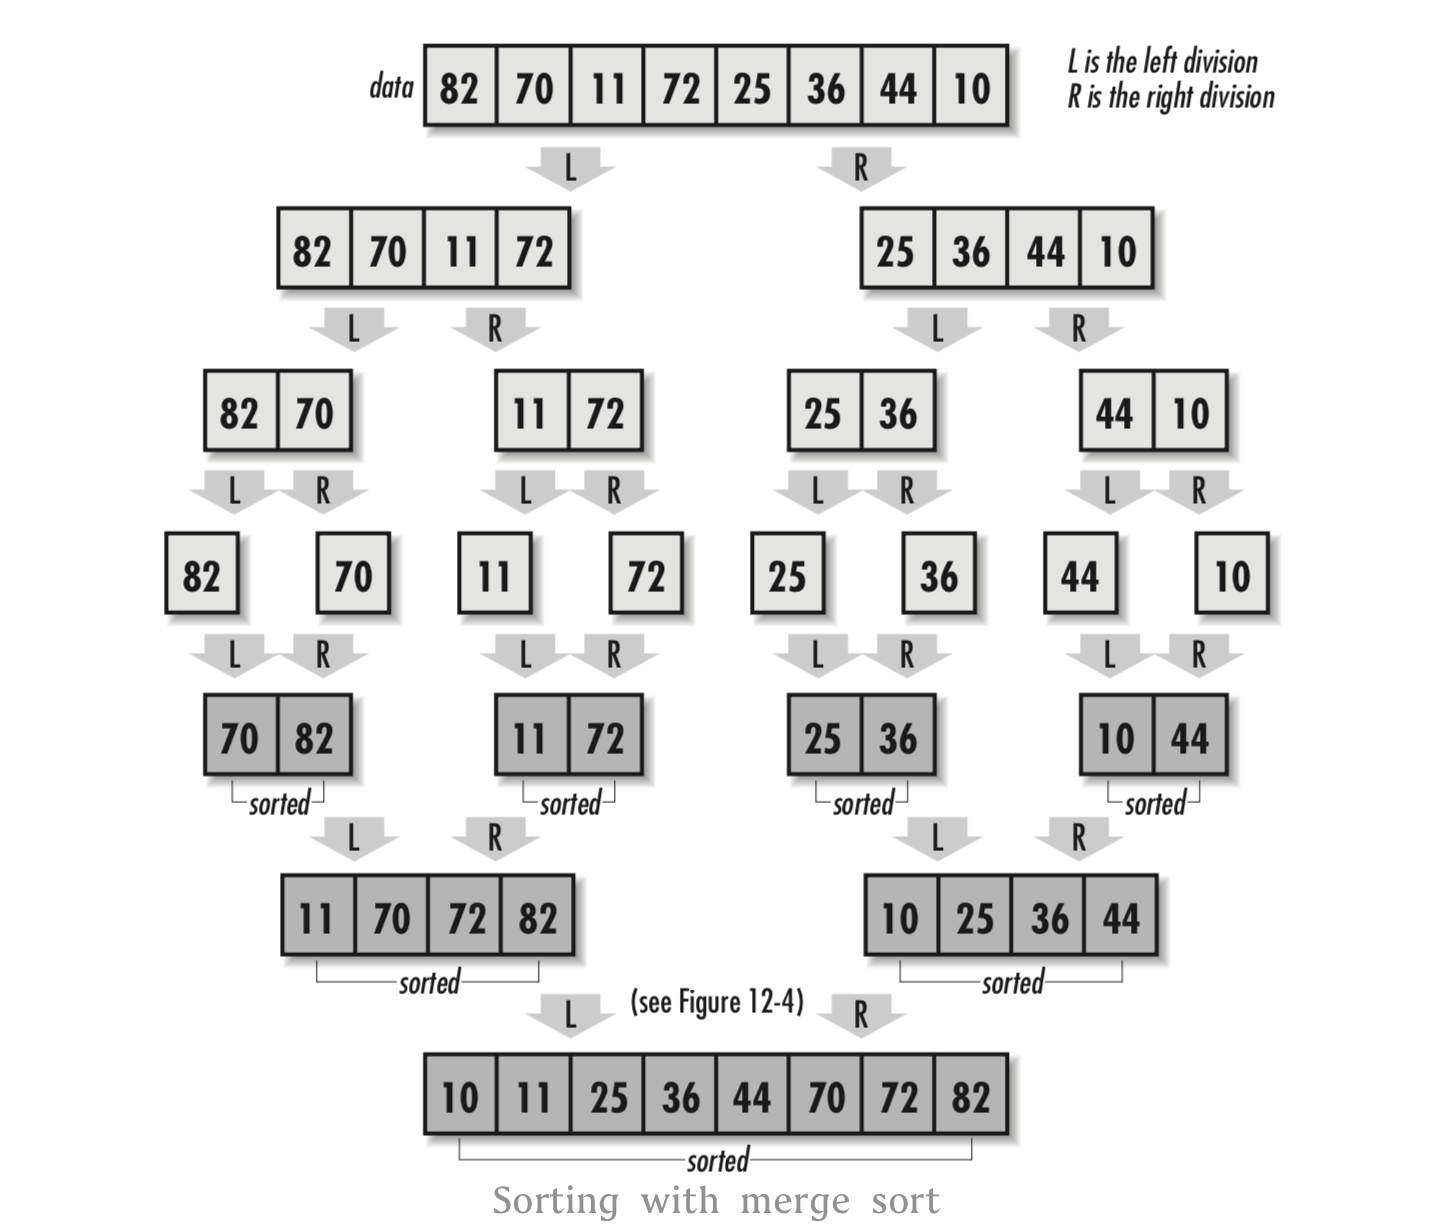 data 82 70 11 72 25 36 44 10
L is the left division
R is the right division
L R
82 70 11 72 25 36 44 10
L R L R
82 70 11 72 25 36 44 10
L R L R L R L R
82 70 11 72 25 36 44 10
L R L R L R L R
70 82 11 72 25 36 10 44
sorted sorted sorted sorted
L R L R
11 70 72 82 10 25 36 44
sorted sorted
L (see Figure 12-4) R
10 11 25 36 44 70 72 82
sorted
Sorting with merge sort